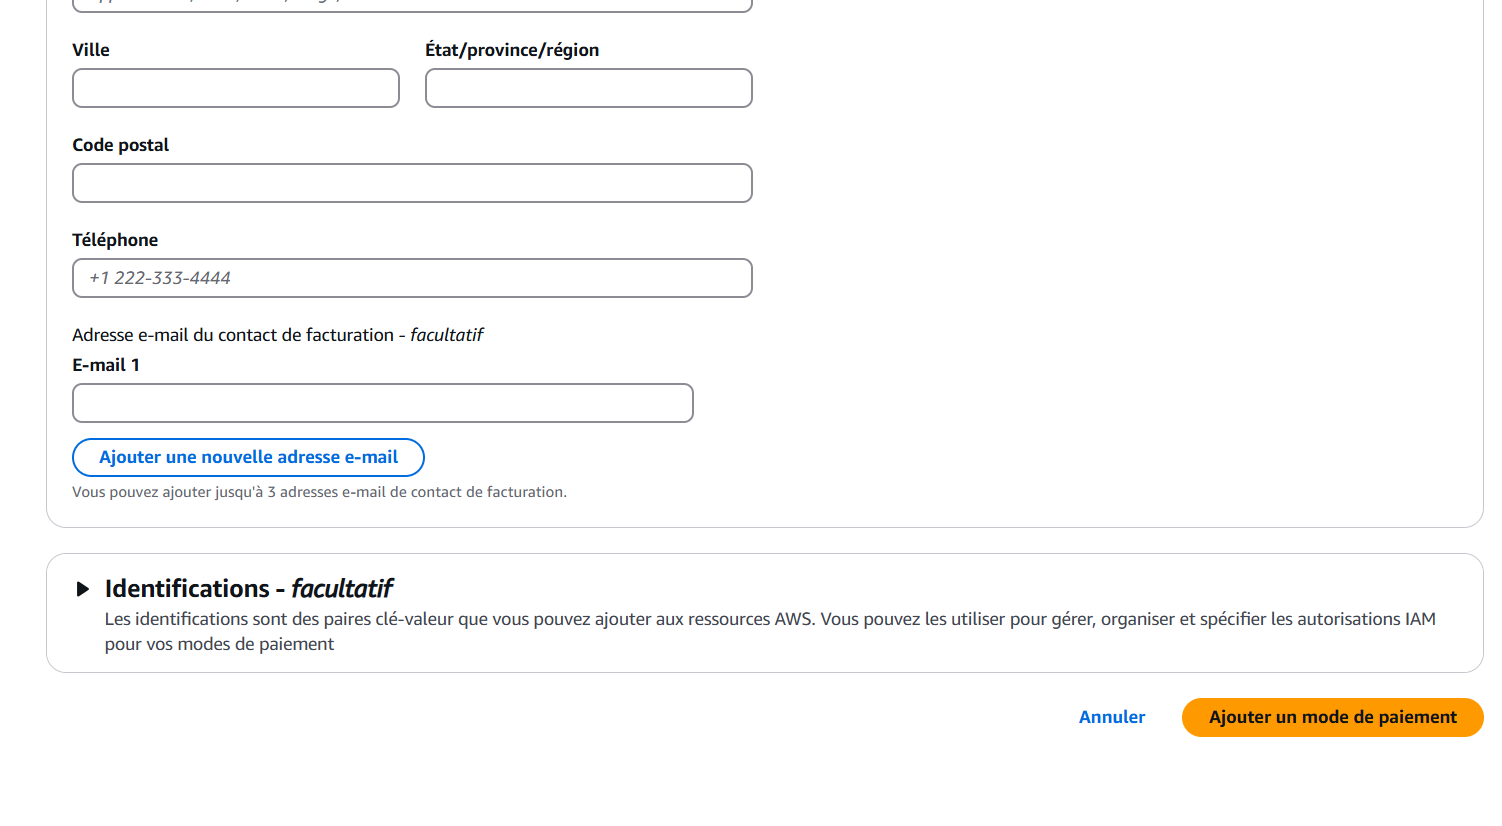 Ville
État/province/région
Code postal
Téléphone
+1 222-333-4444
Adresse e-mail du contact de facturation - facultatif
E-mail 1
Ajouter une nouvelle adresse e-mail
Vous pouvez ajouter jusqu'à 3 adresses e-mail de contact de facturation.
Identifications - facultatif
Les identifications sont des paires clé-valeur que vous pouvez ajouter aux ressources AWS. Vous pouvez les utiliser pour gérer, organiser et spécifier les autorisations IAM
pour vos modes de paiement
Annuler
Ajouter un mode de paiement